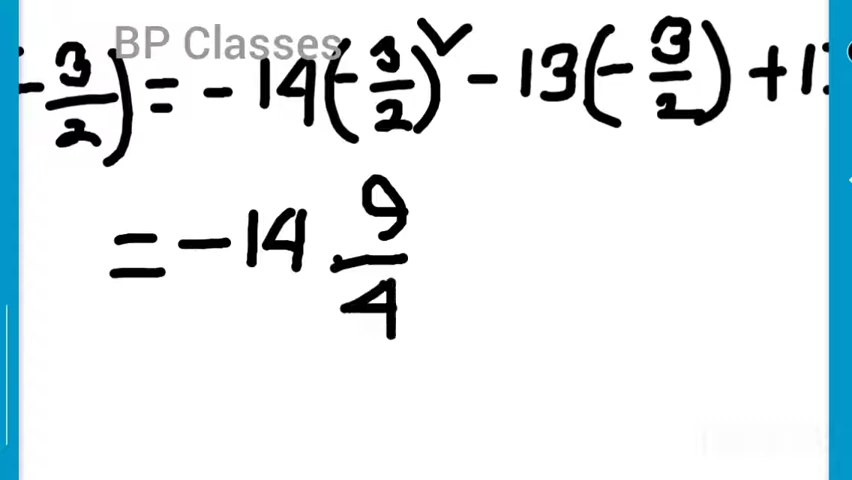 BP Classes
-3/2) = -14(-3/2)² - 13(-3/2) + 1
= -14 9/4